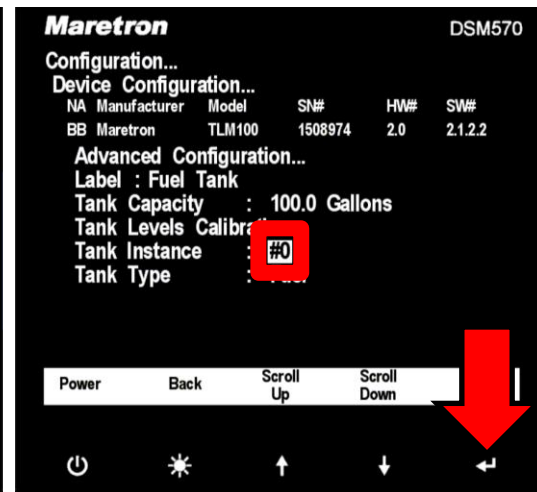 Maretron DSM570
Configuration...
Device Configuration...
NA Manufacturer Model SN# HW# SW#
BB Maretron TLM100 1508974 2.0 2.1.2.2
Advanced Configuration...
Label : Fuel Tank
Tank Capacity : 100.0 Gallons
Tank Levels
Tank Instance : #0
Tank Type :
Power Back Scroll Up Scroll Down